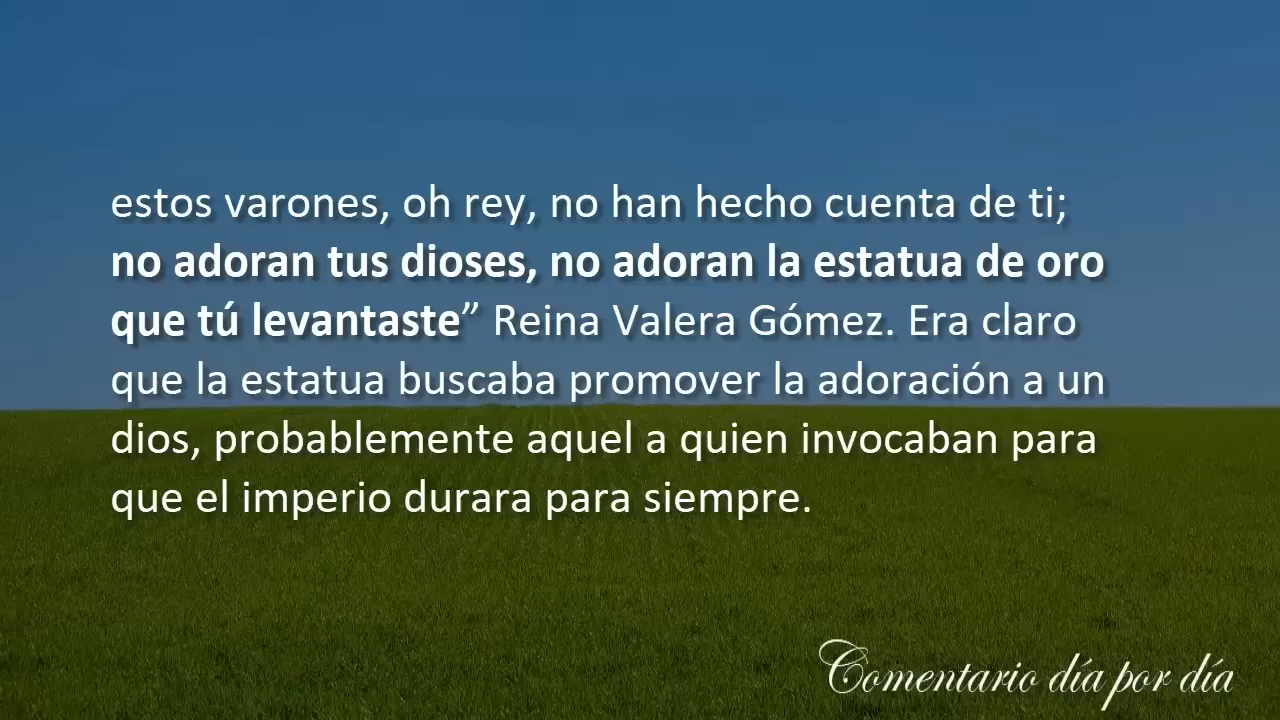 estos varones, oh rey, no han hecho cuenta de ti;
no adoran tus dioses, no adoran la estatua de oro
que tú levantaste” Reina Valera Gómez. Era claro
que la estatua buscaba promover la adoración a un
dios, probablemente aquel a quien invocaban para
que el imperio durara para siempre.
Comentario día por día